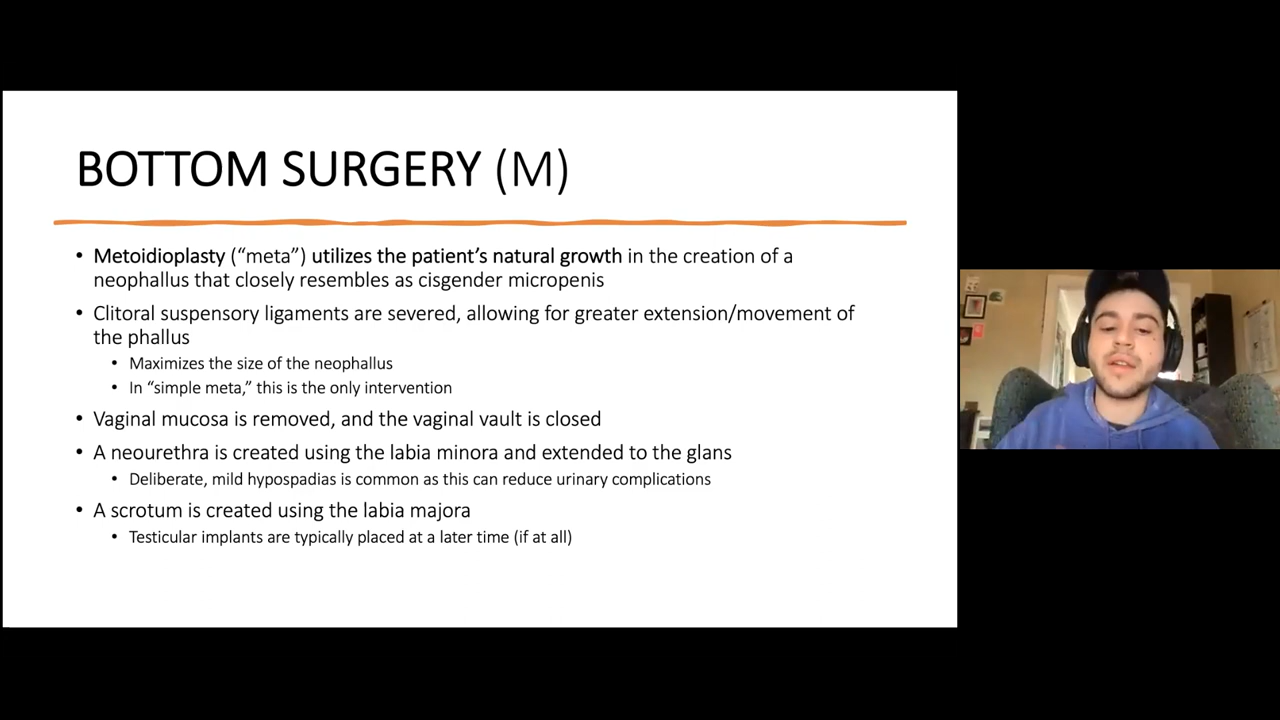 BOTTOM SURGERY (M)
• Metoidioplasty (“meta”) utilizes the patient’s natural growth in the creation of a
neophallus that closely resembles as cisgender micropenis
• Clitoral suspensory ligaments are severed, allowing for greater extension/movement of
the phallus
• Maximizes the size of the neophallus
• In “simple meta,” this is the only intervention
• Vaginal mucosa is removed, and the vaginal vault is closed
• A neourethra is created using the labia minora and extended to the glans
• Deliberate, mild hypospadias is common as this can reduce urinary complications
• A scrotum is created using the labia majora
• Testicular implants are typically placed at a later time (if at all)